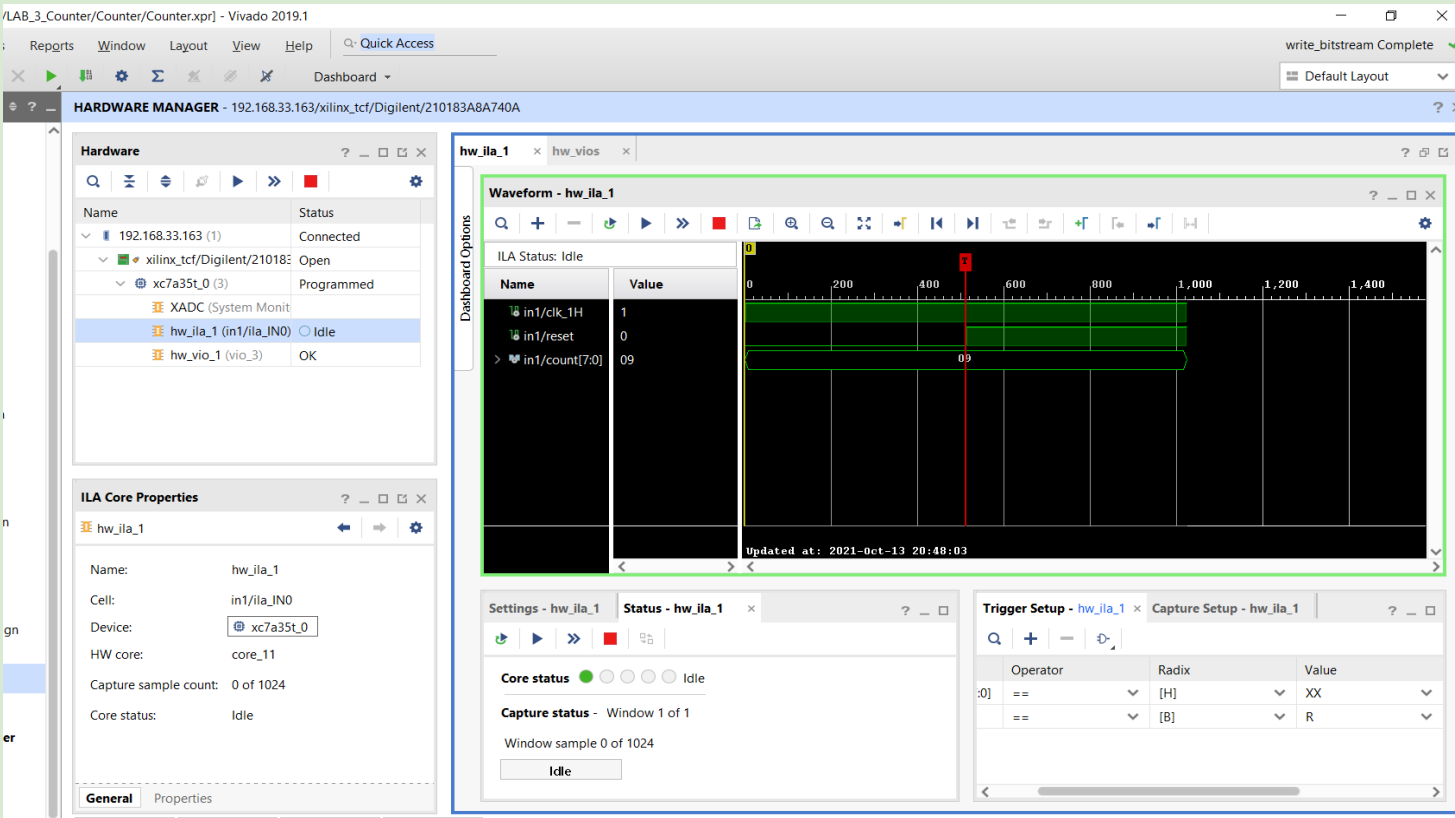 /LAB_3_Counter/Counter/Counter.xpr] - Vivado 2019.1
Reports Window Layout View Help Quick Access
write_bitstream Complete
Dashboard
Default Layout
HARDWARE MANAGER - 192.168.33.163/xilinx_tcf/Digilent/210183A8A740A
Hardware
Name Status
192.168.33.163 (1) Connected
xilinx_tcf/Digilent/210183 Open
xc7a35t_0 (3) Programmed
XADC (System Monit
hw_ila_1 (in1/ila_IN0) Idle
hw_vio_1 (vio_3) OK
ILA Core Properties
hw_ila_1
Name: hw_ila_1
Cell: in1/ila_IN0
Device: xc7a35t_0
HW core: core_11
Capture sample count: 0 of 1024
Core status: Idle
General Properties
n
gn
er
hw_ila_1 hw_vios
Dashboard Options
Waveform - hw_ila_1
ILA Status: Idle
Name Value
in1/clk_1H 1
in1/reset 0
in1/count[7:0] 09
0
T
0 200 400 600 800 1,000 1,200 1,400
09
Updated at: 2021-Oct-13 20:48:03
Settings - hw_ila_1 Status - hw_ila_1
Core status Idle
Capture status - Window 1 of 1
Window sample 0 of 1024
Idle
Trigger Setup - hw_ila_1 Capture Setup - hw_ila_1
Operator Radix Value
:0] == [H] XX
== [B] R